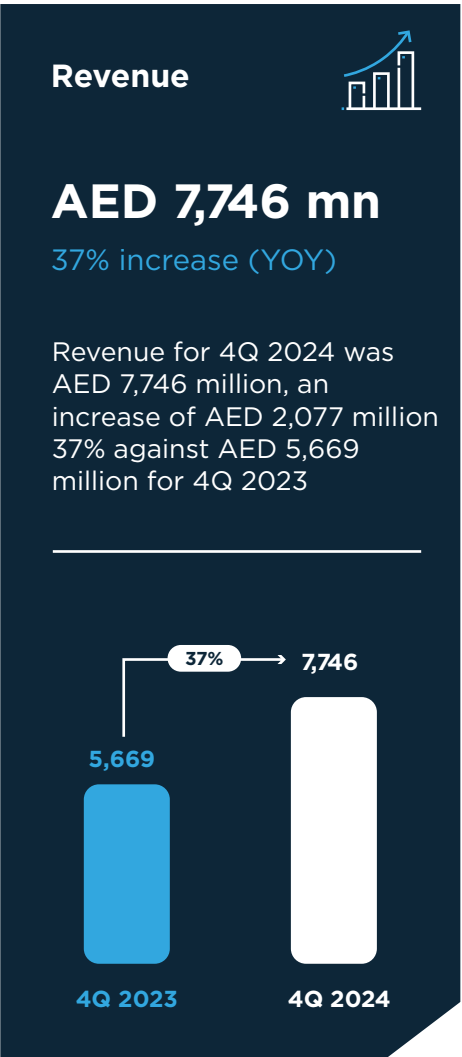 Revenue
AED 7,746 mn
37% increase (YOY)
Revenue for 4Q 2024 was
AED 7,746 million, an
increase of AED 2,077 million
37% against AED 5,669
million for 4Q 2023
37%
7,746
5,669
4Q 2023
4Q 2024